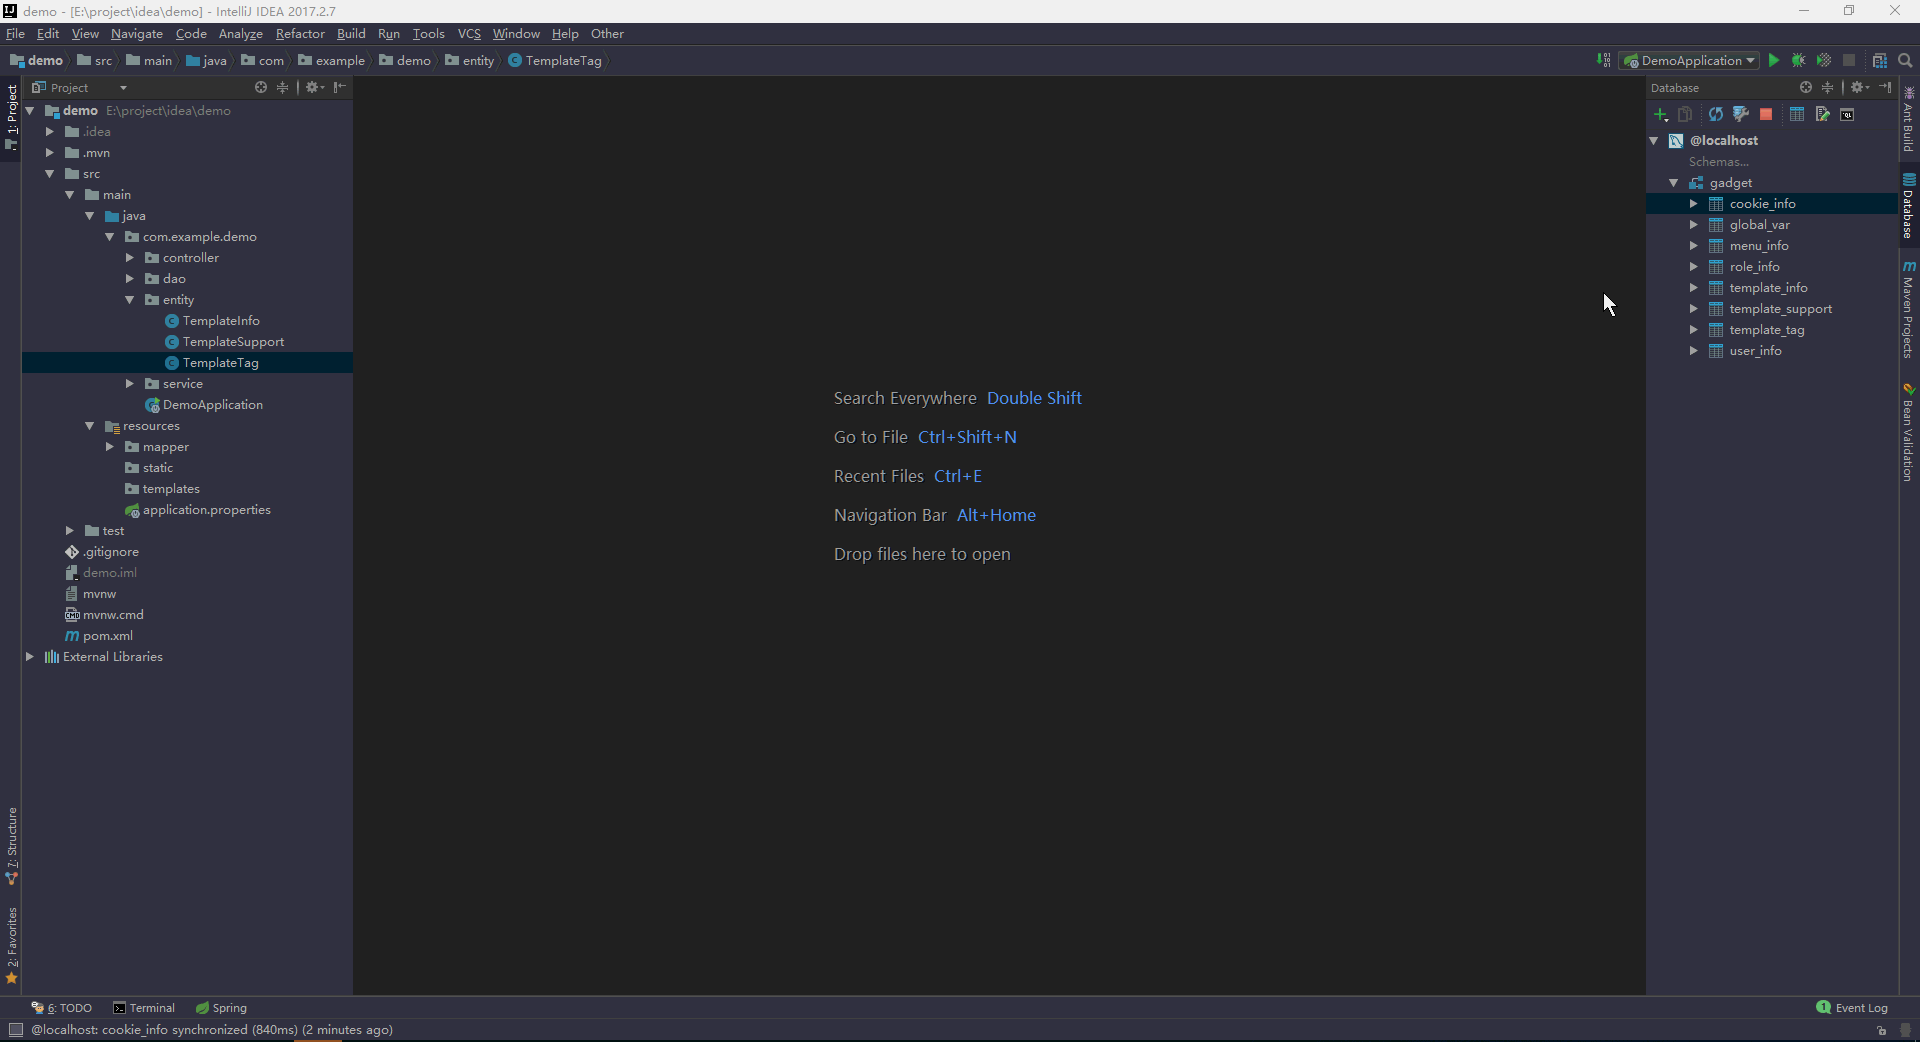 demo - [E:\project\idea\demo] - IntelliJ IDEA 2017.2.7
File Edit View Navigate Code Analyze Refactor Build Run Tools VCS Window Help Other
demo src main java com example demo entity TemplateTag DemoApplication
1: Project
7: Structure
2: Favorites
Project
demo E:\project\idea\demo
.idea
.mvn
src
main
java
com.example.demo
controller
dao
entity
TemplateInfo
TemplateSupport
TemplateTag
service
DemoApplication
resources
mapper
static
templates
application.properties
test
.gitignore
demo.iml
mvnw
mvnw.cmd
pom.xml
External Libraries
Search Everywhere Double Shift
Go to File Ctrl+Shift+N
Recent Files Ctrl+E
Navigation Bar Alt+Home
Drop files here to open
Database
@localhost
Schemas...
gadget
cookie_info
global_var
menu_info
role_info
template_info
template_support
template_tag
user_info
Ant Build
Database
Maven Projects
Bean Validation
6: TODO Terminal Spring 1 Event Log
@localhost: cookie_info synchronized (840ms) (2 minutes ago)